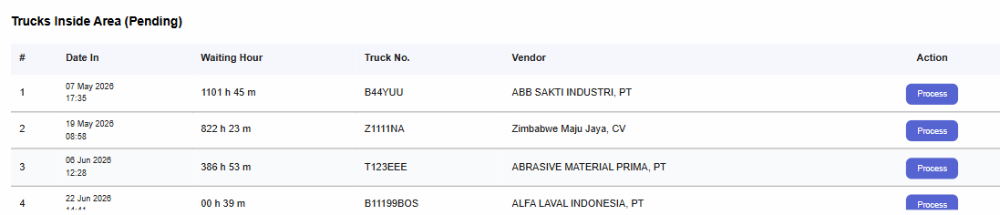 Trucks Inside Area (Pending)
# Date In Waiting Hour Truck No. Vendor Action
1 07 May 2026 17:35 1101 h 45 m B44YUU ABB SAKTI INDUSTRI, PT Process
2 19 May 2026 08:58 822 h 23 m Z1111NA Zimbabwe Maju Jaya, CV Process
3 06 Jun 2026 12:28 386 h 53 m T123EEE ABRASIVE MATERIAL PRIMA, PT Process
4 22 Jun 2026 00 h 39 m B11199BOS ALFA LAVAL INDONESIA, PT Process